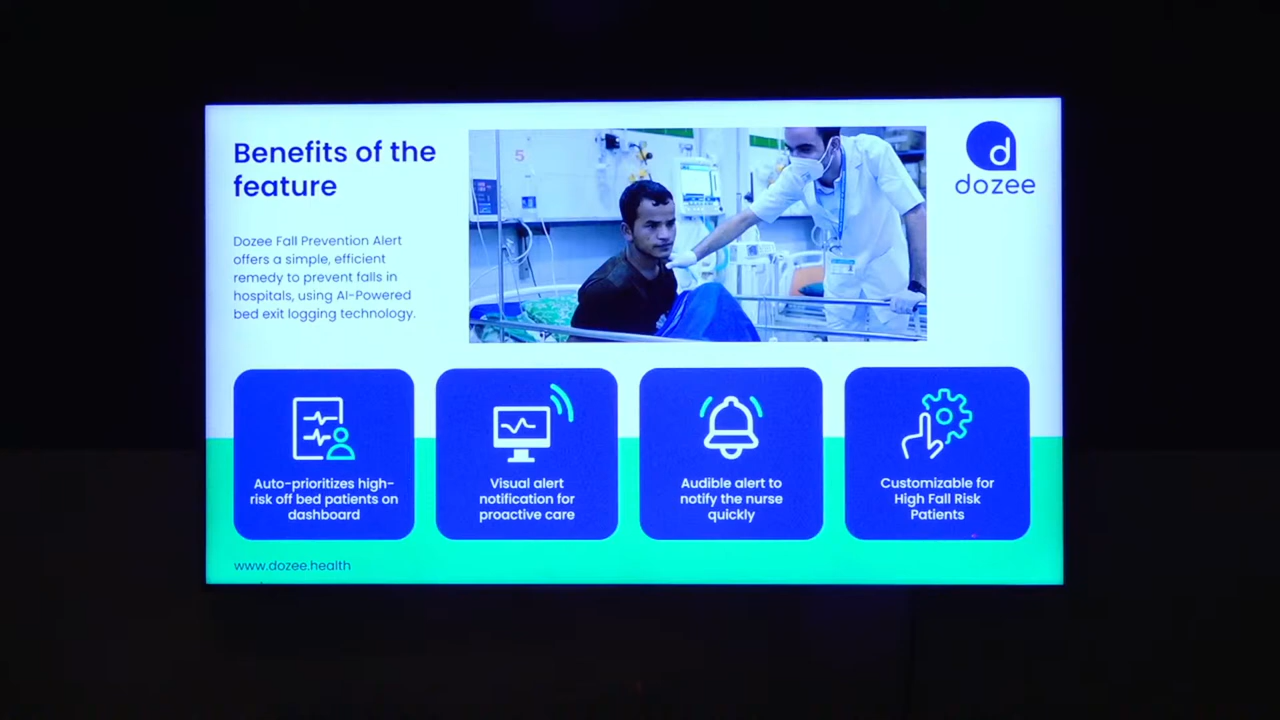 Benefits of the
feature
Dozee Fall Prevention Alert
offers a simple, efficient
remedy to prevent falls in
hospitals, using AI-Powered
bed exit logging technology.
5
d
dozee
Auto-prioritizes high-
risk off bed patients on
dashboard
Visual alert
notification for
proactive care
Audible alert to
notify the nurse
quickly
Customizable for
High Fall Risk
Patients
www.dozee.health